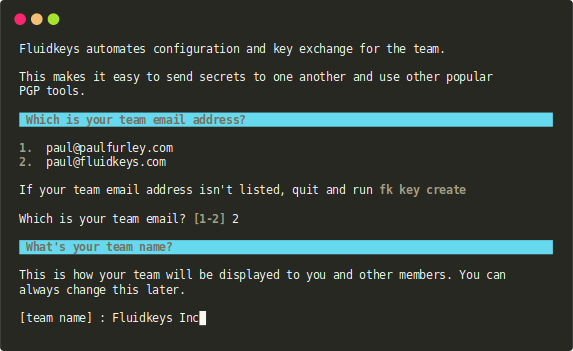 Fluidkeys automates configuration and key exchange for the team.
This makes it easy to send secrets to one another and use other popular
PGP tools.
Which is your team email address?
1. paul@paulfurley.com
2. paul@fluidkeys.com
If your team email address isn't listed, quit and run fk key create
Which is your team email? [1-2] 2
What's your team name?
This is how your team will be displayed to you and other members. You can
always change this later.
[team name] : Fluidkeys Inc